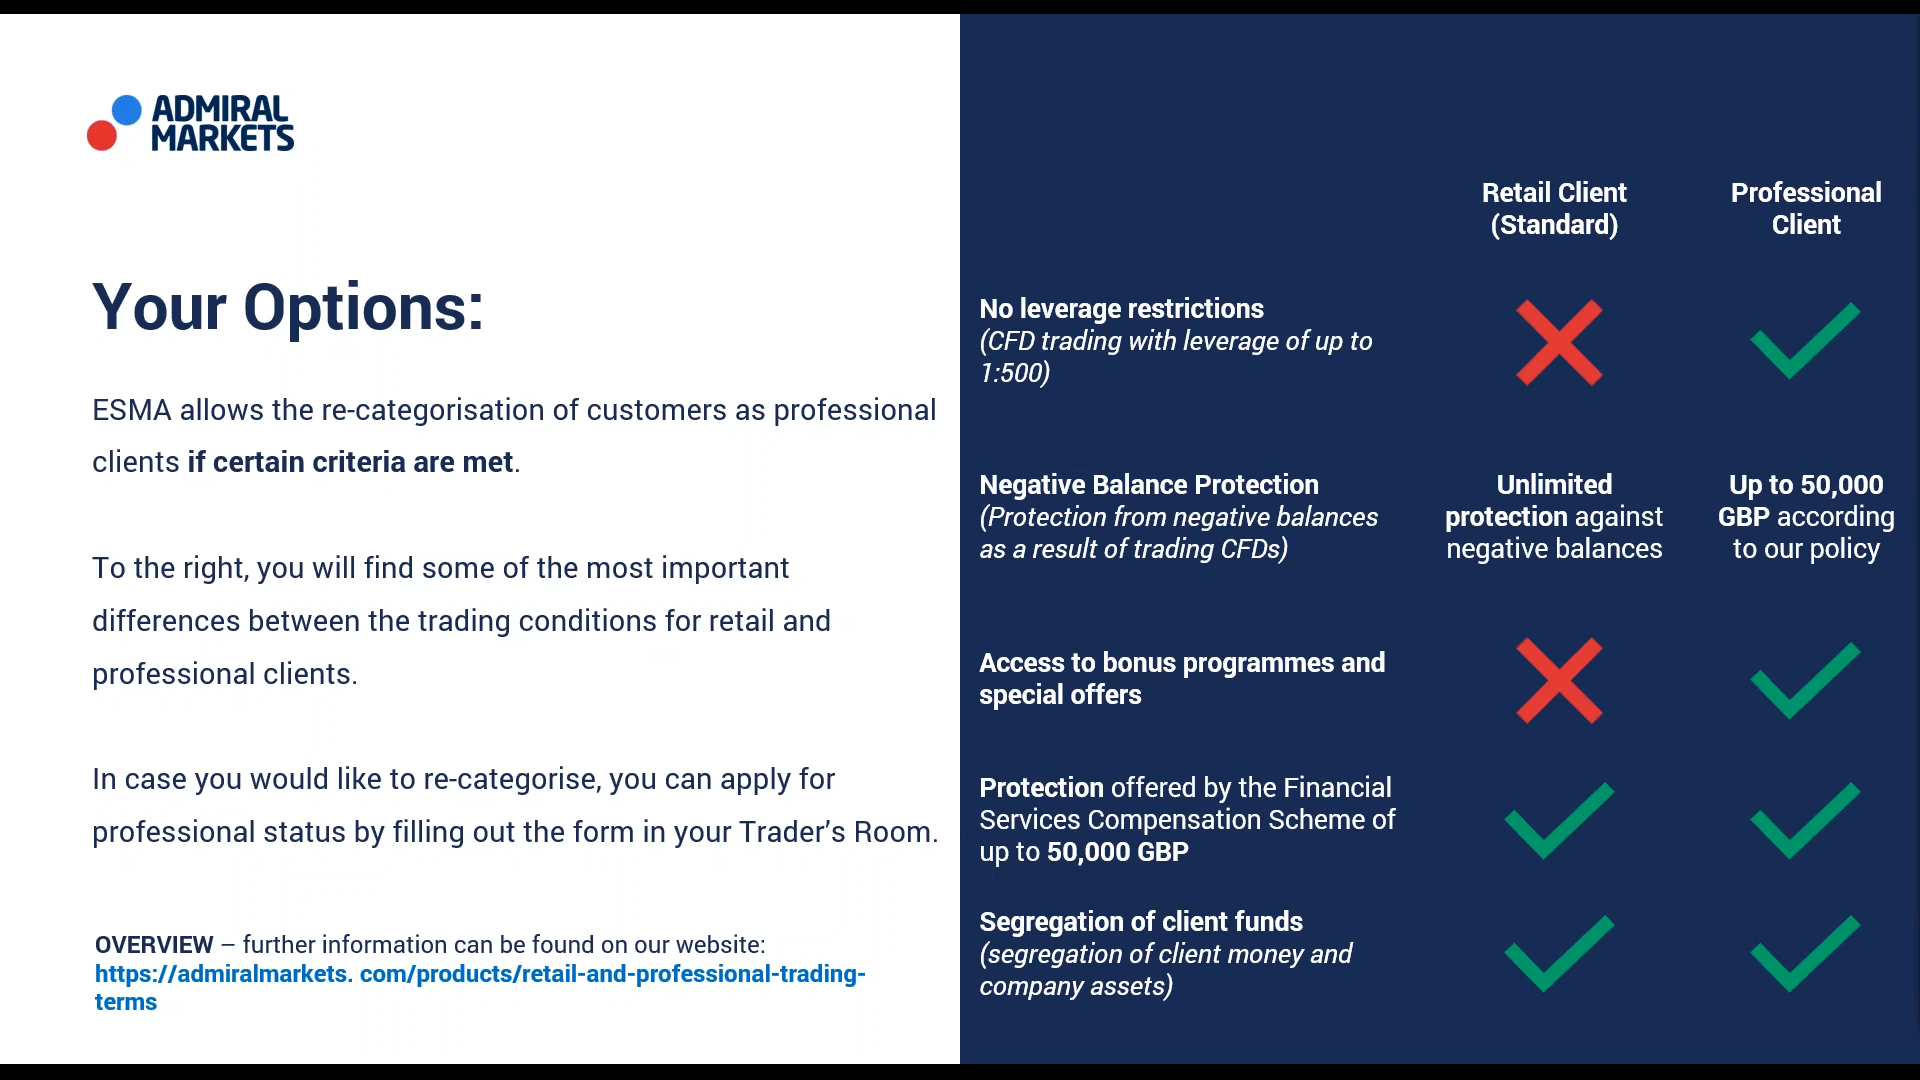 ADMIRAL
MARKETS
Your Options:
ESMA allows the re-categorisation of customers as professional
clients if certain criteria are met.
To the right, you will find some of the most important
differences between the trading conditions for retail and
professional clients.
In case you would like to re-categorise, you can apply for
professional status by filling out the form in your Trader’s Room.
OVERVIEW – further information can be found on our website:
https://admiralmarkets. com/products/retail-and-professional-trading-
terms
Retail Client
(Standard)
Professional
Client
No leverage restrictions
(CFD trading with leverage of up to
1:500)
Negative Balance Protection
(Protection from negative balances
as a result of trading CFDs)
Unlimited
protection against
negative balances
Up to 50,000
GBP according
to our policy
Access to bonus programmes and
special offers
Protection offered by the Financial
Services Compensation Scheme of
up to 50,000 GBP
Segregation of client funds
(segregation of client money and
company assets)